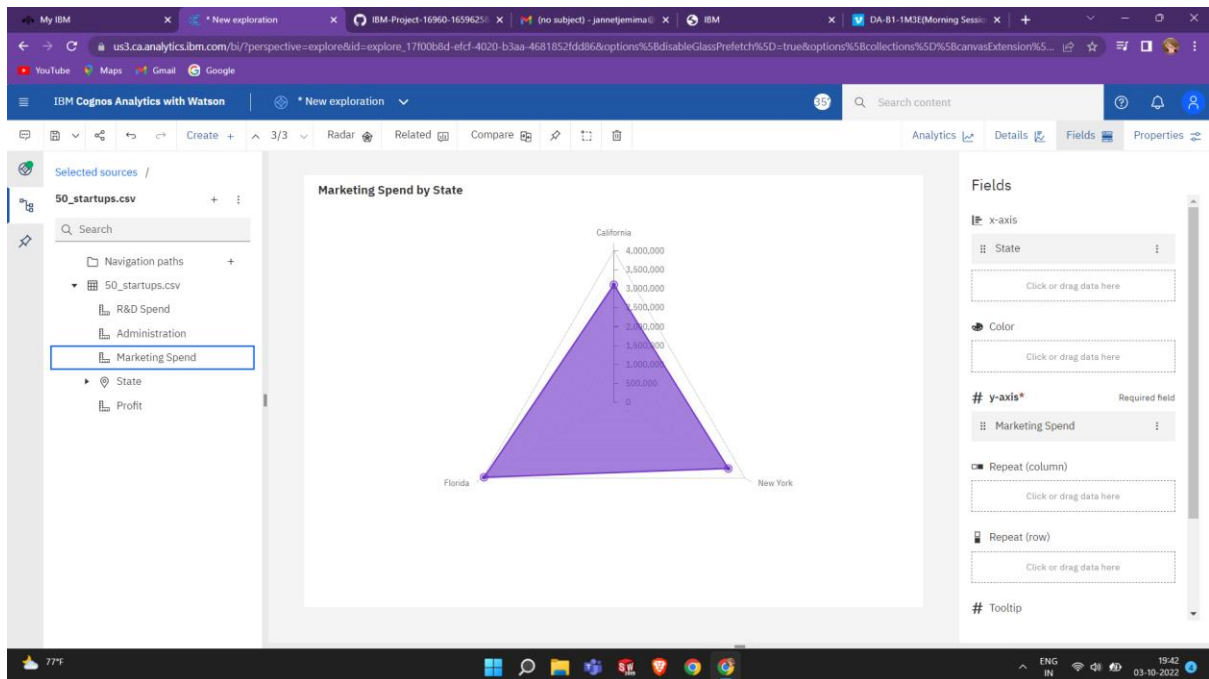 My IBM
* New exploration
IBM-Project-16960-1659625
(no subject) - jannetjemima@
IBM
DA-B1-1M3E(Morning Sessio
us3.ca.analytics.ibm.com/bi/?perspective=explore&id=explore_17f00b8d-efcf-4020-b3aa-4681852fdd86&options%5BdisableGlassPrefetch%5D=true&options%5Bcollections%5D%5BcanvasExtension%5...
YouTube Maps Gmail Google
IBM Cognos Analytics with Watson
* New exploration
Search content
Create +
3/3
Radar
Related
Compare
Analytics
Details
Fields
Properties
Selected sources /
50_startups.csv
Search
Navigation paths +
50_startups.csv
R&D Spend
Administration
Marketing Spend
State
Profit
Marketing Spend by State
California
4,000,000
3,500,000
3,000,000
2,500,000
2,000,000
1,500,000
1,000,000
500,000
0
Florida
New York
Fields
x-axis
State
Click or drag data here
Color
Click or drag data here
# y-axis* Required field
Marketing Spend
Repeat (column)
Click or drag data here
Repeat (row)
Click or drag data here
# Tooltip
77°F
ENG
IN
19:42
03-10-2022
4